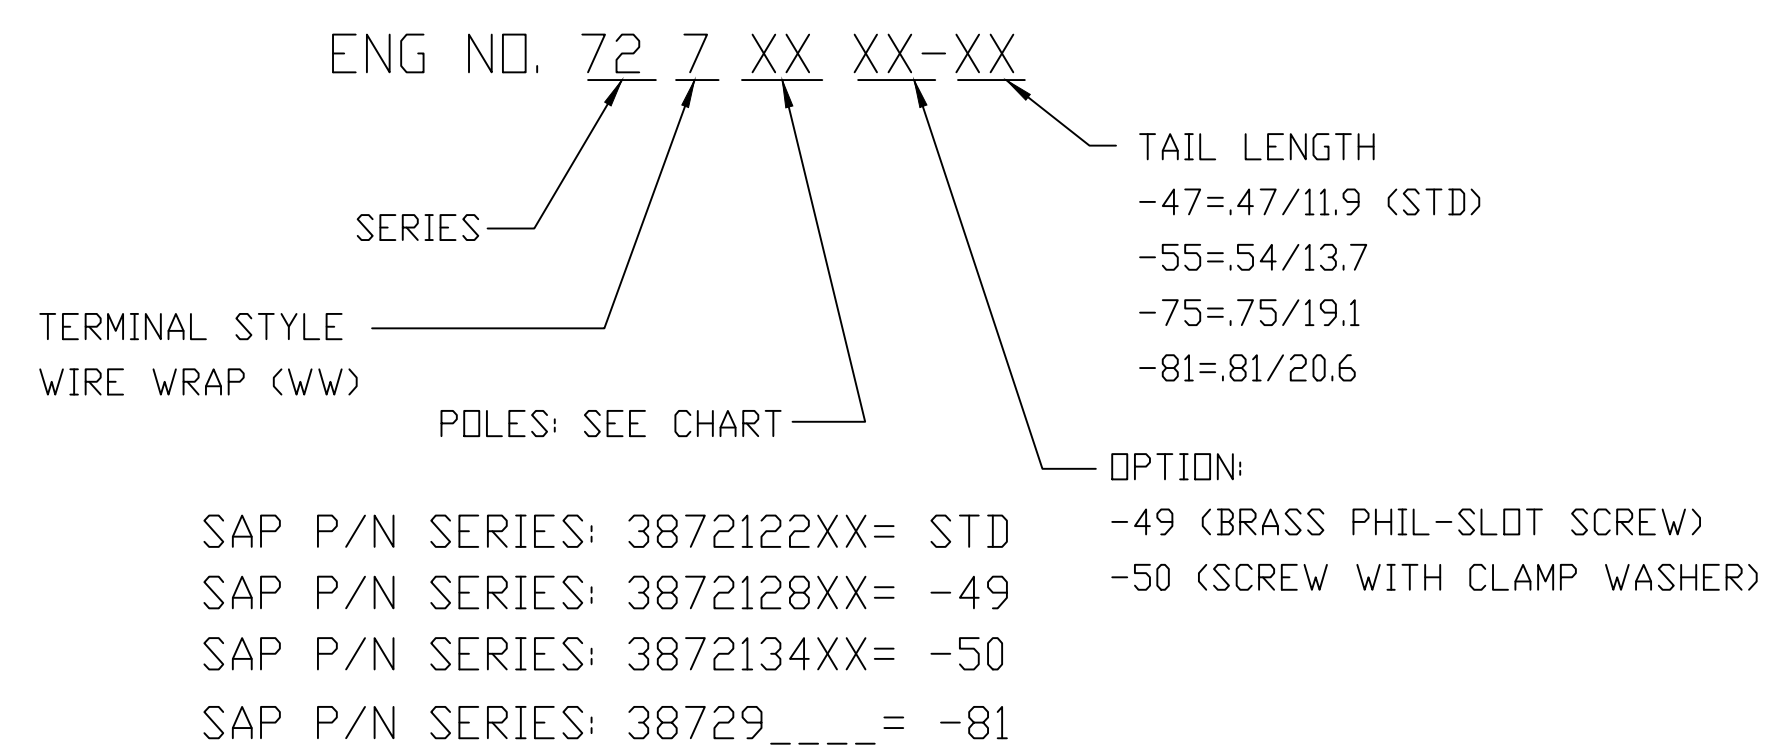 ENG NO. 72 7 XX XX-XX
TAIL LENGTH
-47=.47/11.9 (STD)
-55=.54/13.7
-75=.75/19.1
-81=.81/20.6
SERIES
TERMINAL STYLE
WIRE WRAP (WW)
POLES: SEE CHART
OPTION:
-49 (BRASS PHIL-SLOT SCREW)
-50 (SCREW WITH CLAMP WASHER)
SAP P/N SERIES: 3872122XX= STD
SAP P/N SERIES: 3872128XX= -49
SAP P/N SERIES: 3872134XX= -50
SAP P/N SERIES: 38729____= -81